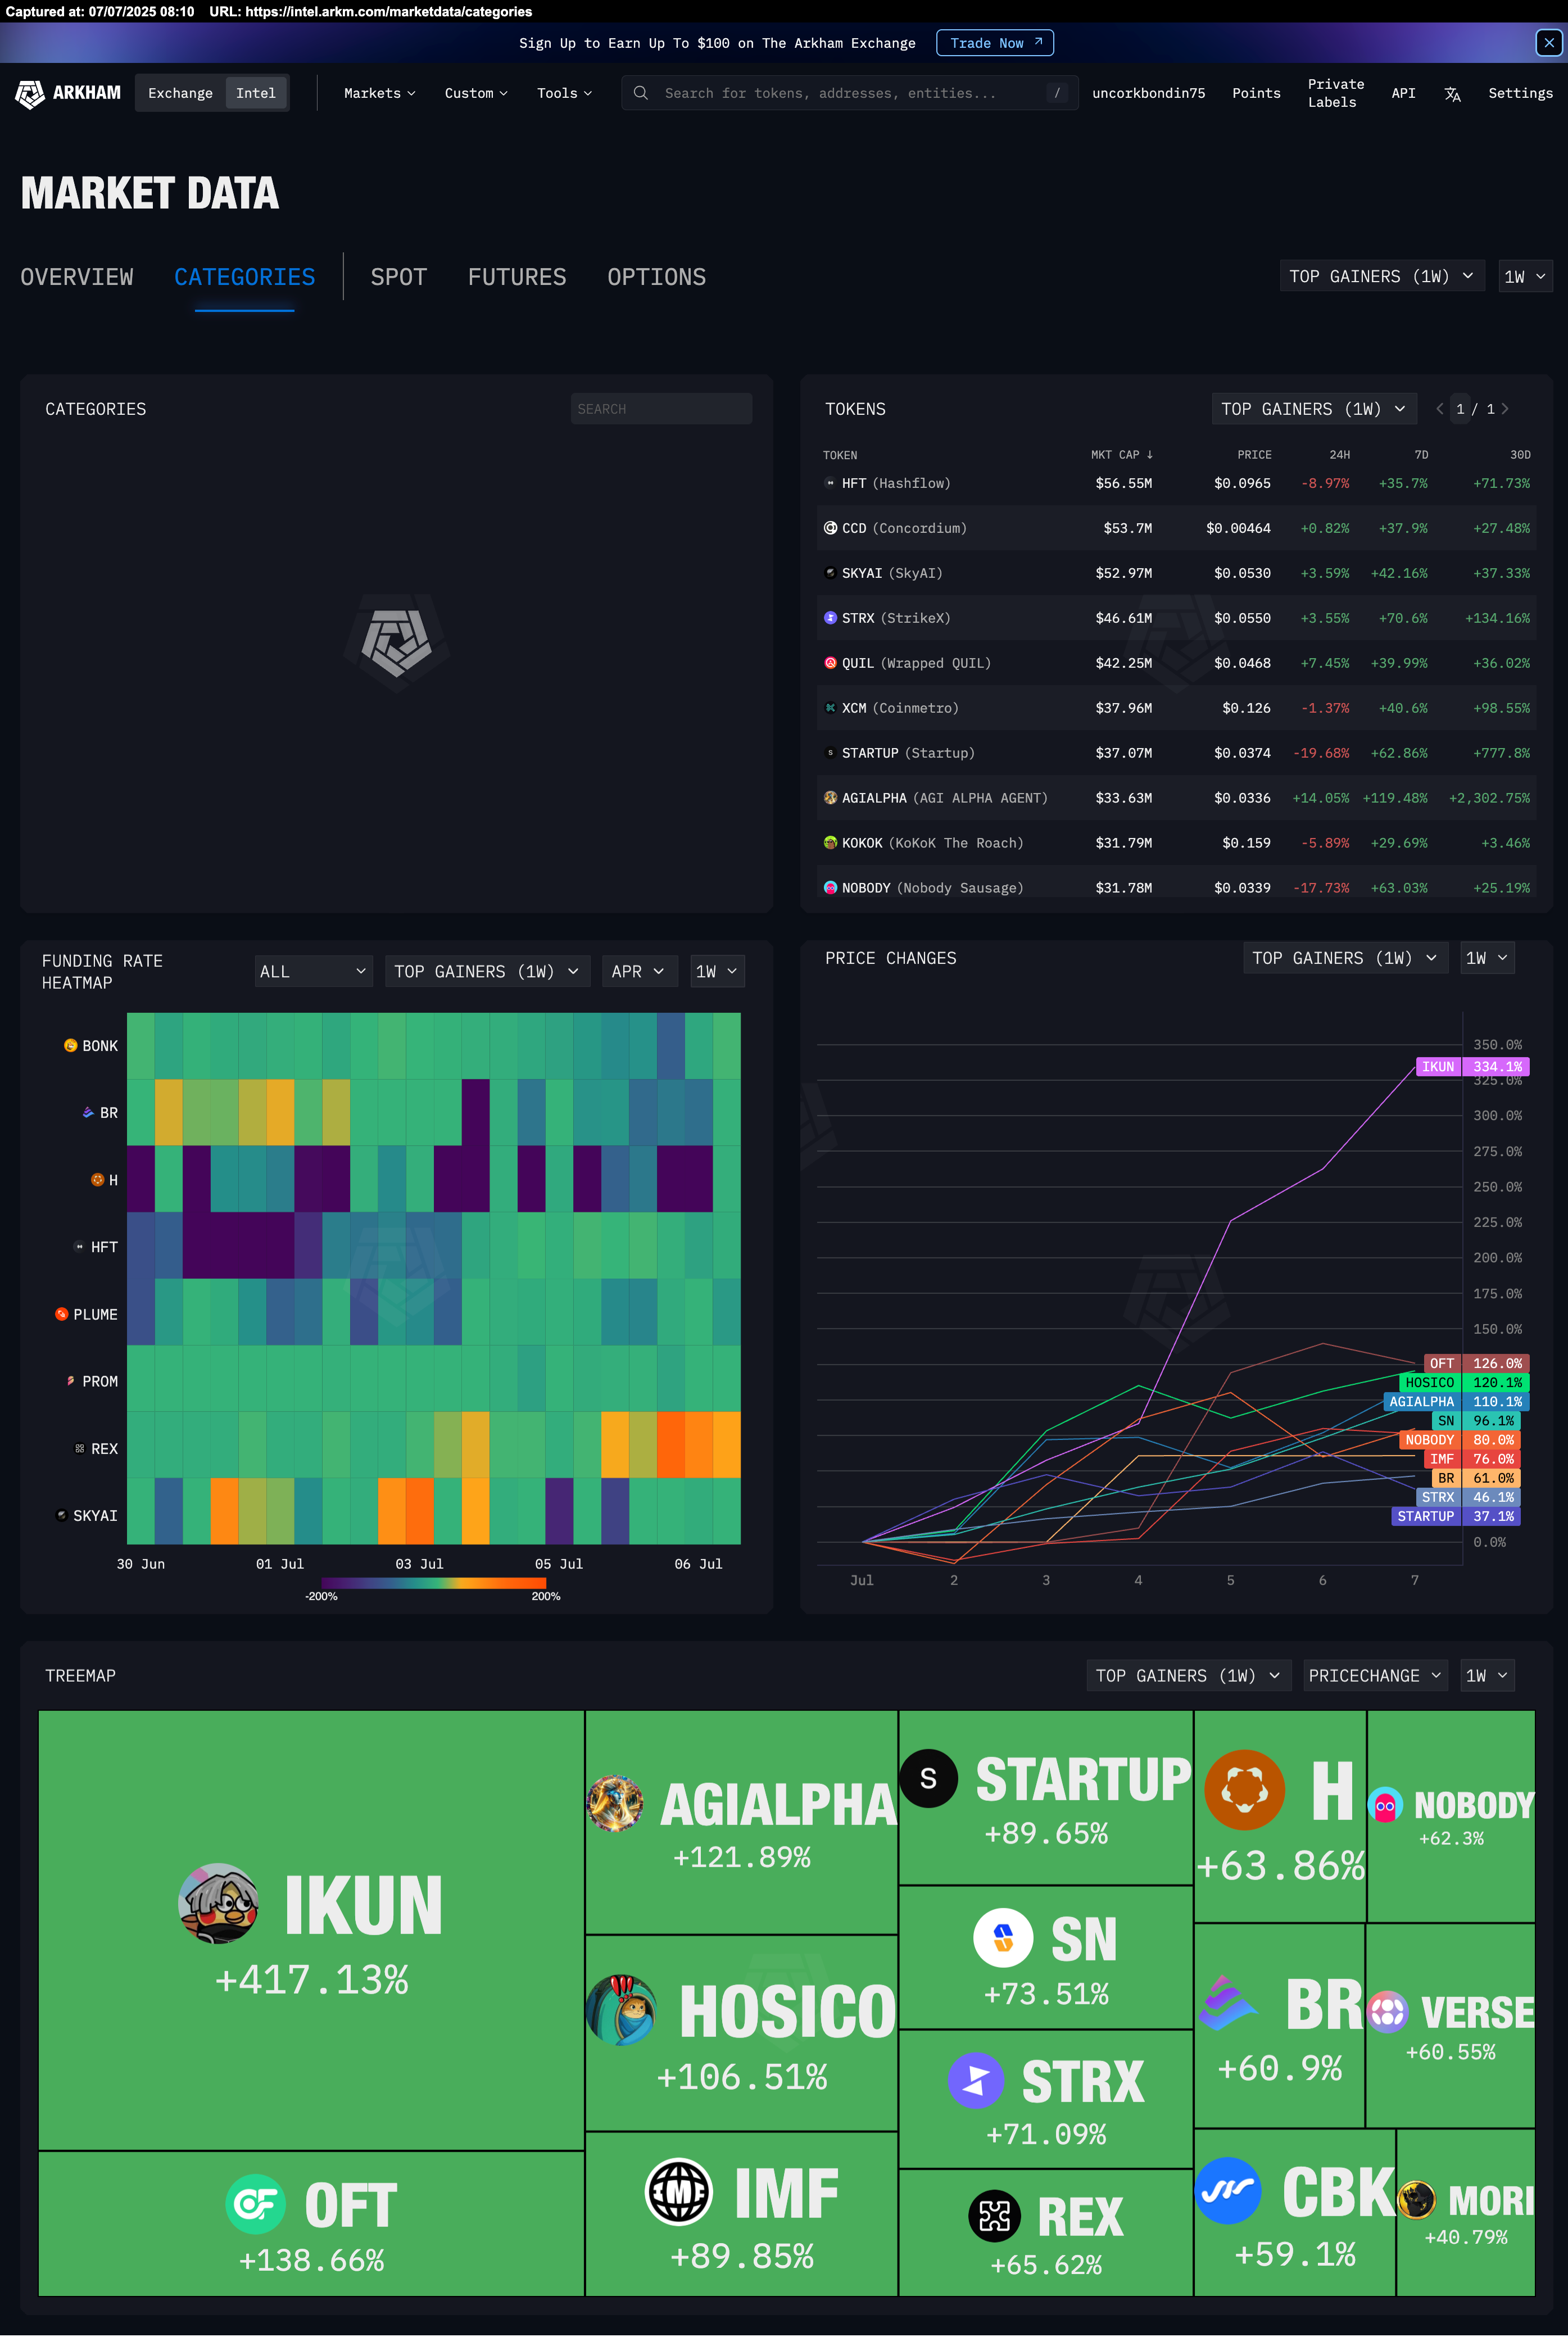 Captured at: 07/07/2025 08:10    URL: https://intel.arkm.com/marketdata/categories
Sign Up to Earn Up To $100 on The Arkham Exchange    Trade Now
ARKHAM    Exchange    Intel    Markets    Custom    Tools    Search for tokens, addresses, entities...    /    uncorkbondin75    Points    Private Labels    API    Settings
MARKET DATA
OVERVIEW    CATEGORIES    SPOT    FUTURES    OPTIONS    TOP GAINERS (1W)    1W
CATEGORIES    SEARCH
TOKENS    TOP GAINERS (1W)    1 / 1
TOKEN    MKT CAP ↓    PRICE    24H    7D    30D
HFT (Hashflow)    $56.55M    $0.0965    -8.97%    +35.7%    +71.73%
CCD (Concordium)    $53.7M    $0.00464    +0.82%    +37.9%    +27.48%
SKYAI (SkyAI)    $52.97M    $0.0530    +3.59%    +42.16%    +37.33%
STRX (StrikeX)    $46.61M    $0.0550    +3.55%    +70.6%    +134.16%
QUIL (Wrapped QUIL)    $42.25M    $0.0468    +7.45%    +39.99%    +36.02%
XCM (Coinmetro)    $37.96M    $0.126    -1.37%    +40.6%    +98.55%
S STARTUP (Startup)    $37.07M    $0.0374    -19.68%    +62.86%    +777.8%
AGIALPHA (AGI ALPHA AGENT)    $33.63M    $0.0336    +14.05%    +119.48%    +2,302.75%
KOKOK (KoKoK The Roach)    $31.79M    $0.159    -5.89%    +29.69%    +3.46%
NOBODY (Nobody Sausage)    $31.78M    $0.0339    -17.73%    +63.03%    +25.19%
FUNDING RATE HEATMAP    ALL    TOP GAINERS (1W)    APR    1W
BONK
BR
H
HFT
PLUME
PROM
REX
SKYAI
30 Jun    01 Jul    03 Jul    05 Jul    06 Jul
-200%    200%
PRICE CHANGES    TOP GAINERS (1W)    1W
350.0%
IKUN 334.1%
325.0%
300.0%
275.0%
250.0%
225.0%
200.0%
175.0%
150.0%
OFT 126.0%
HOSICO 120.1%
AGIALPHA 110.1%
SN 96.1%
NOBODY 80.0%
IMF 76.0%
BR 61.0%
STRX 46.1%
STARTUP 37.1%
0.0%
Jul    2    3    4    5    6    7
TREEMAP    TOP GAINERS (1W)    PRICECHANGE    1W
IKUN
+417.13%
OFT
+138.66%
AGIALPHA
+121.89%
HOSICO
+106.51%
IMF IMF
+89.85%
S STARTUP
+89.65%
SN
+73.51%
STRX
+71.09%
REX
+65.62%
H
+63.86%
NOBODY
+62.3%
BR
+60.9%
VERSE
+60.55%
CBK
+59.1%
MORI
+40.79%